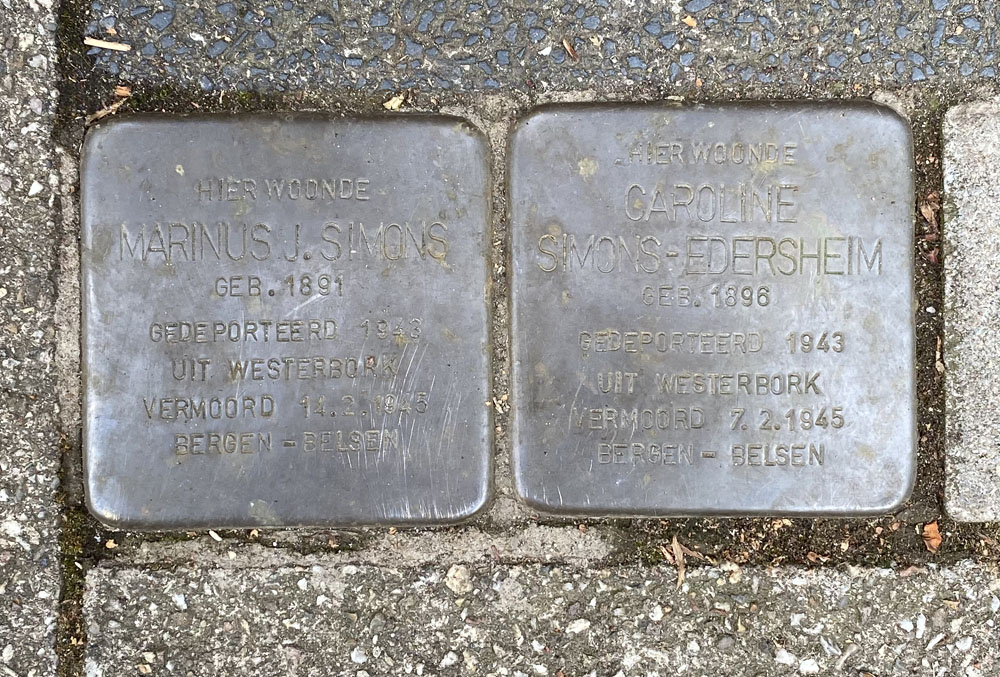 HIER WOONDE
MARINUS J. SIMONS
GEB. 1891
GEDEPORTEERD 1943
UIT WESTERBORK
VERMOORD 14.2.1945
BERGEN - BELSEN
HIER WOONDE
CAROLINE
SIMONS-EDERSHEIM
GEB. 1896
GEDEPORTEERD 1943
UIT WESTERBORK
VERMOORD 7.2.1945
BERGEN - BELSEN